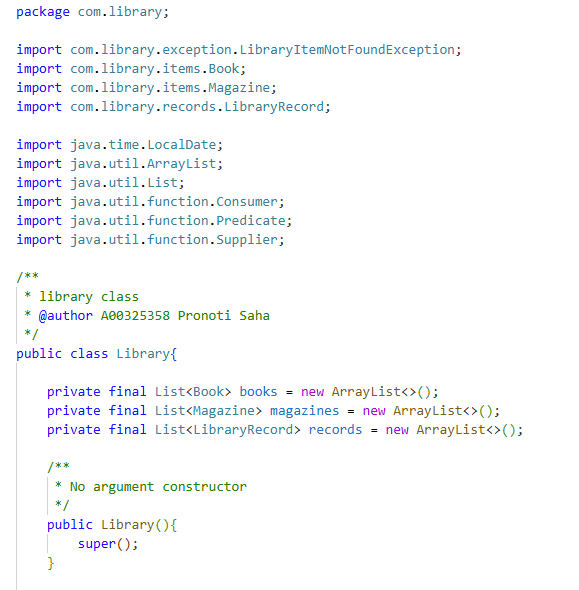 package com.library;
import com.library.exception.LibraryItemNotFoundException;
import com.library.items.Book;
import com.library.items.Magazine;
import com.library.records.LibraryRecord;
import java.time.LocalDate;
import java.util.ArrayList;
import java.util.List;
import java.util.function.Consumer;
import java.util.function.Predicate;
import java.util.function.Supplier;
/**
 * library class
 * @author A00325358 Pronoti Saha
 */
public class Library{
    private final List<Book> books = new ArrayList<>();
    private final List<Magazine> magazines = new ArrayList<>();
    private final List<LibraryRecord> records = new ArrayList<>();
    /**
     * No argument constructor
     */
    public Library(){
        super();
    }